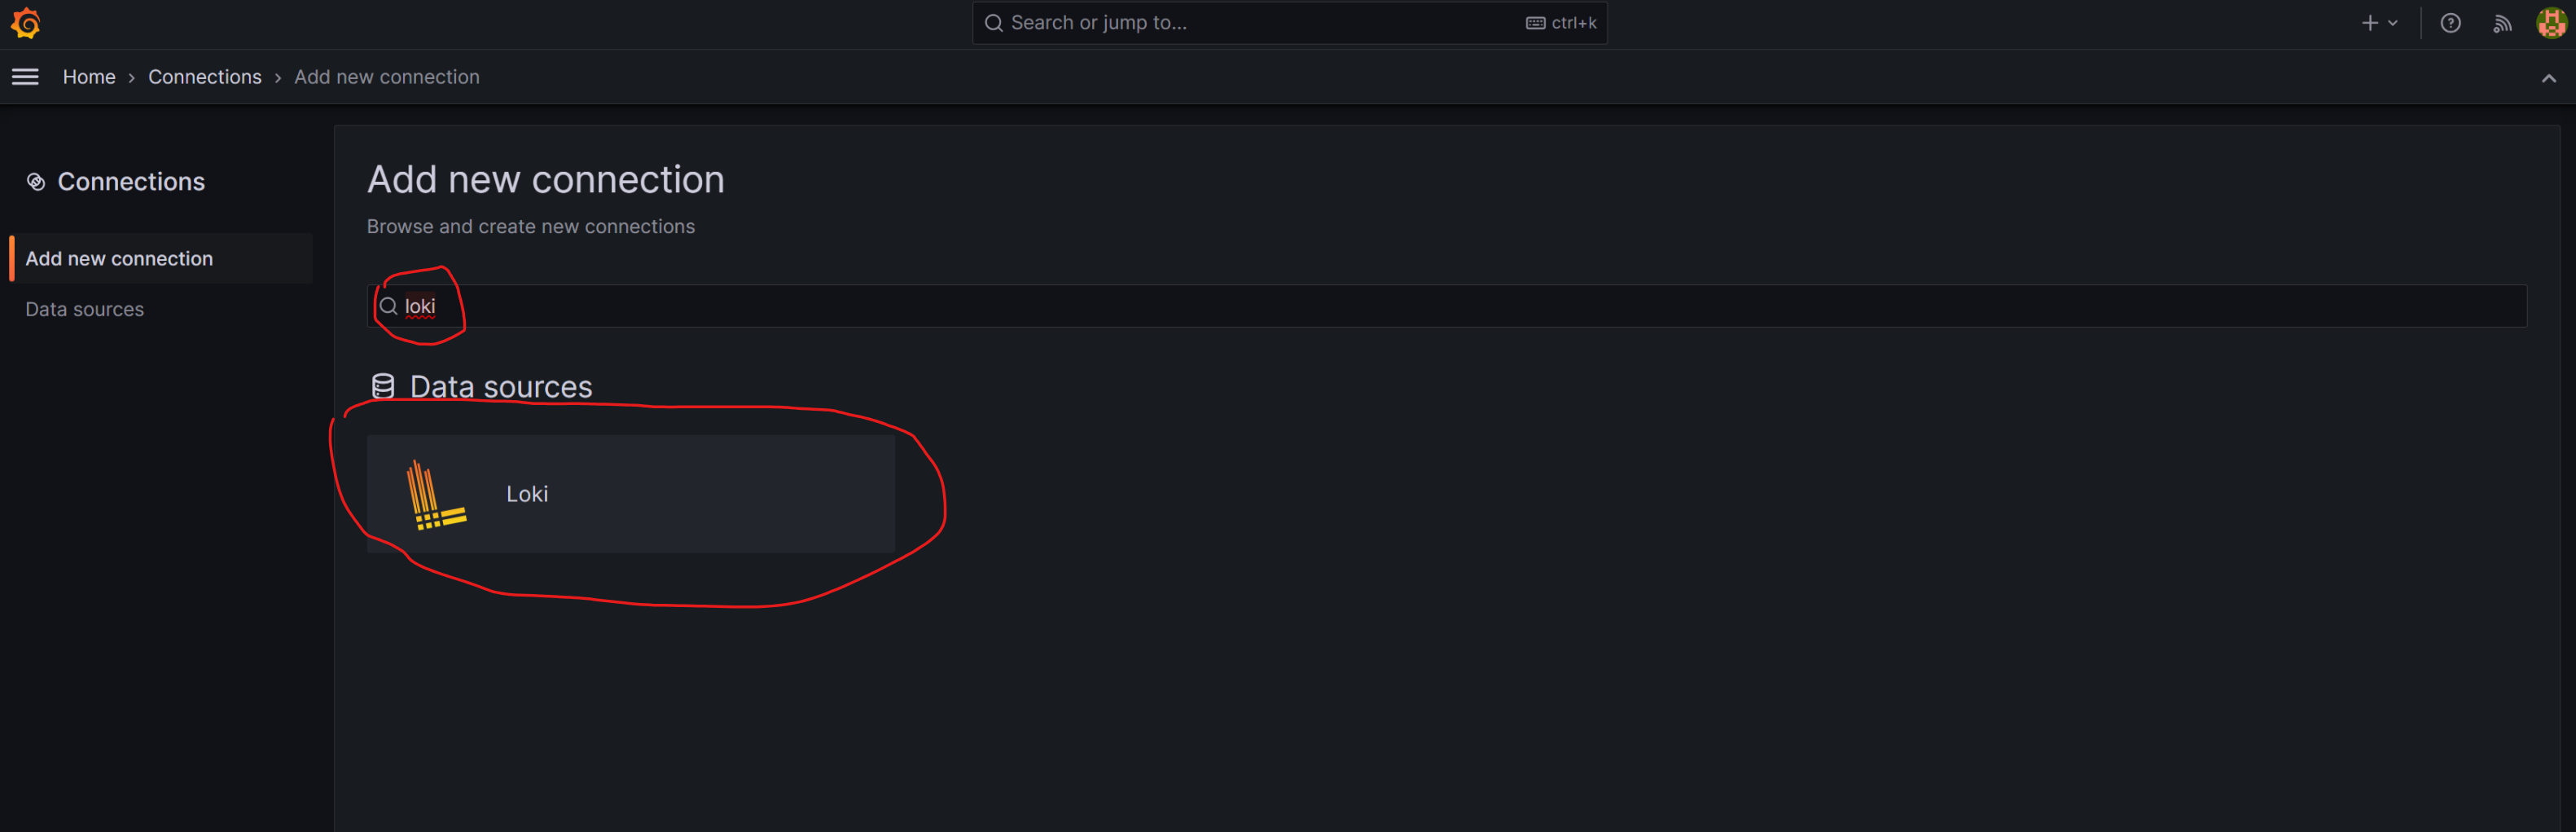 Search or jump to...
ctrl+k
Home › Connections › Add new connection
Connections
Add new connection
Data sources
Add new connection
Browse and create new connections
loki
Data sources
Loki